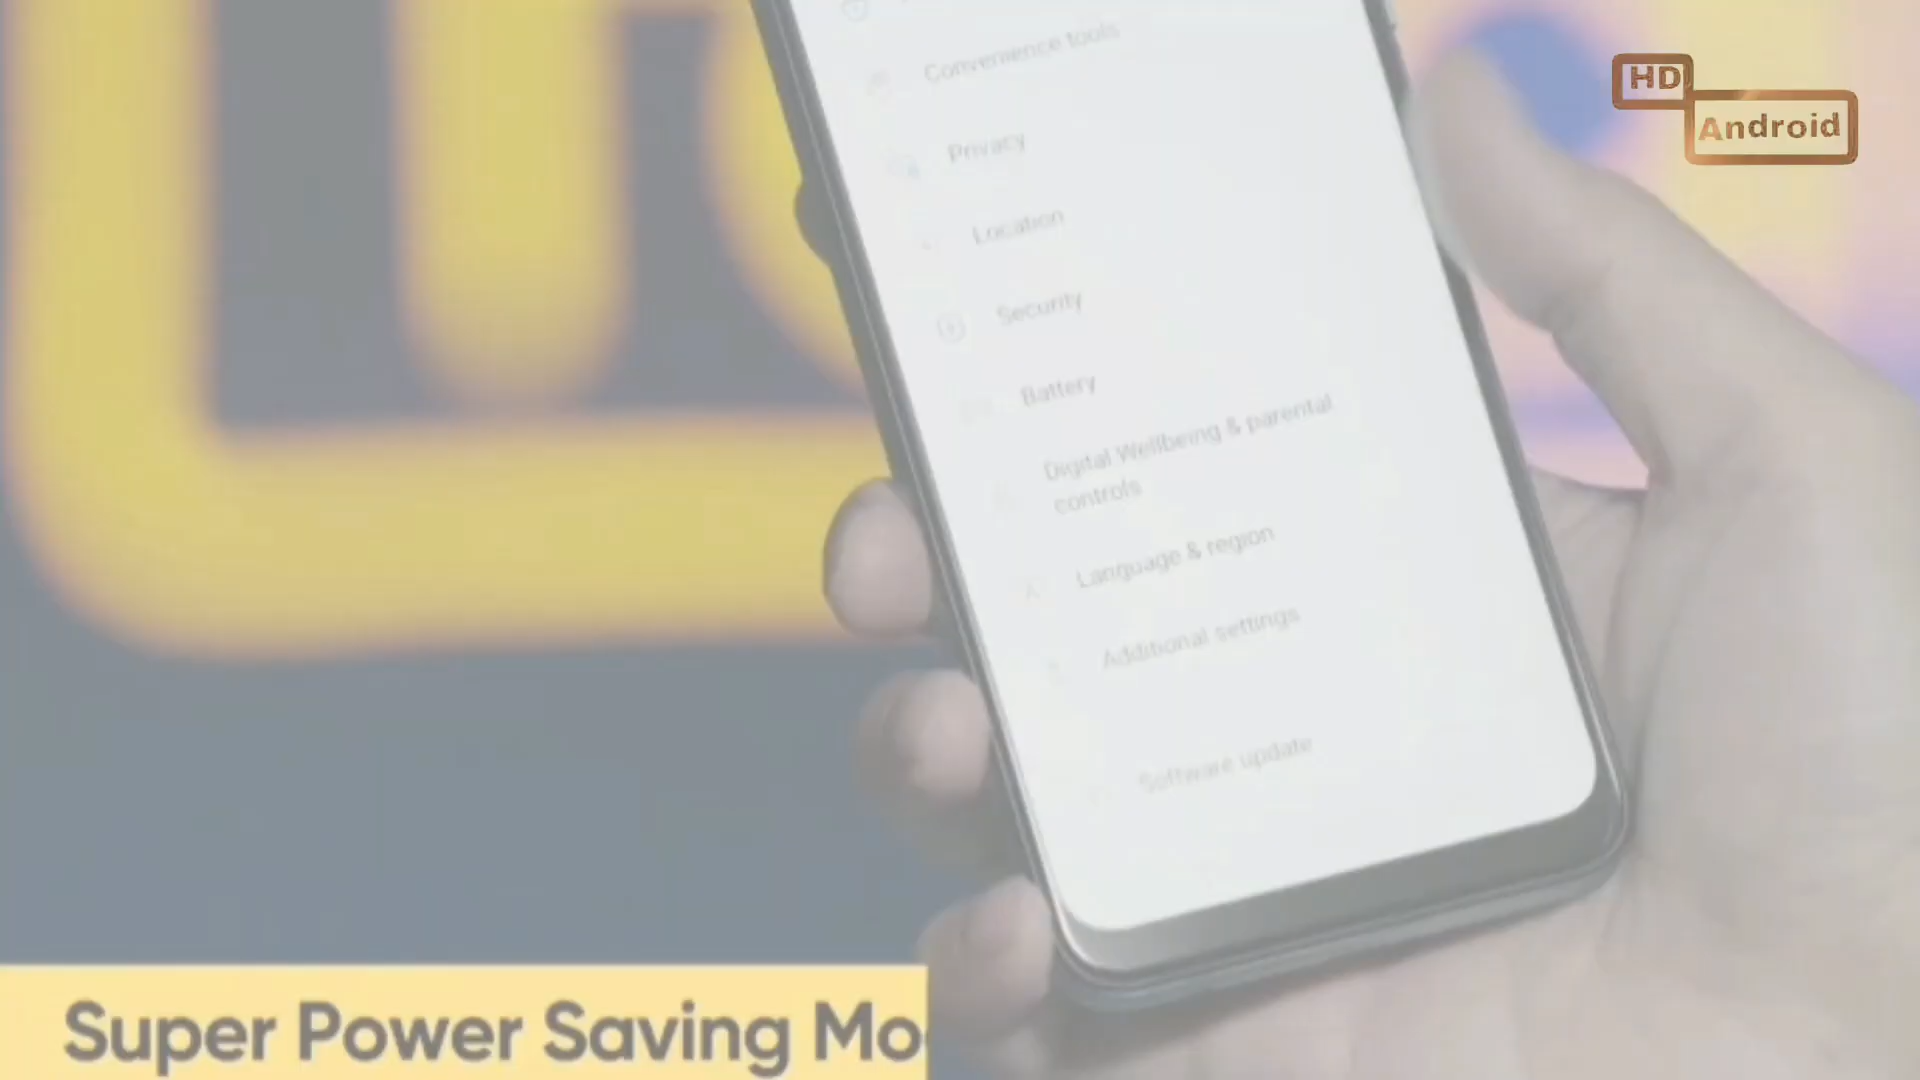 HD
Android
Convenience tools
Privacy
Location
Security
Battery
Digital Wellbeing & parental
controls
Language & region
Additional settings
Software update
Super Power Saving Mo